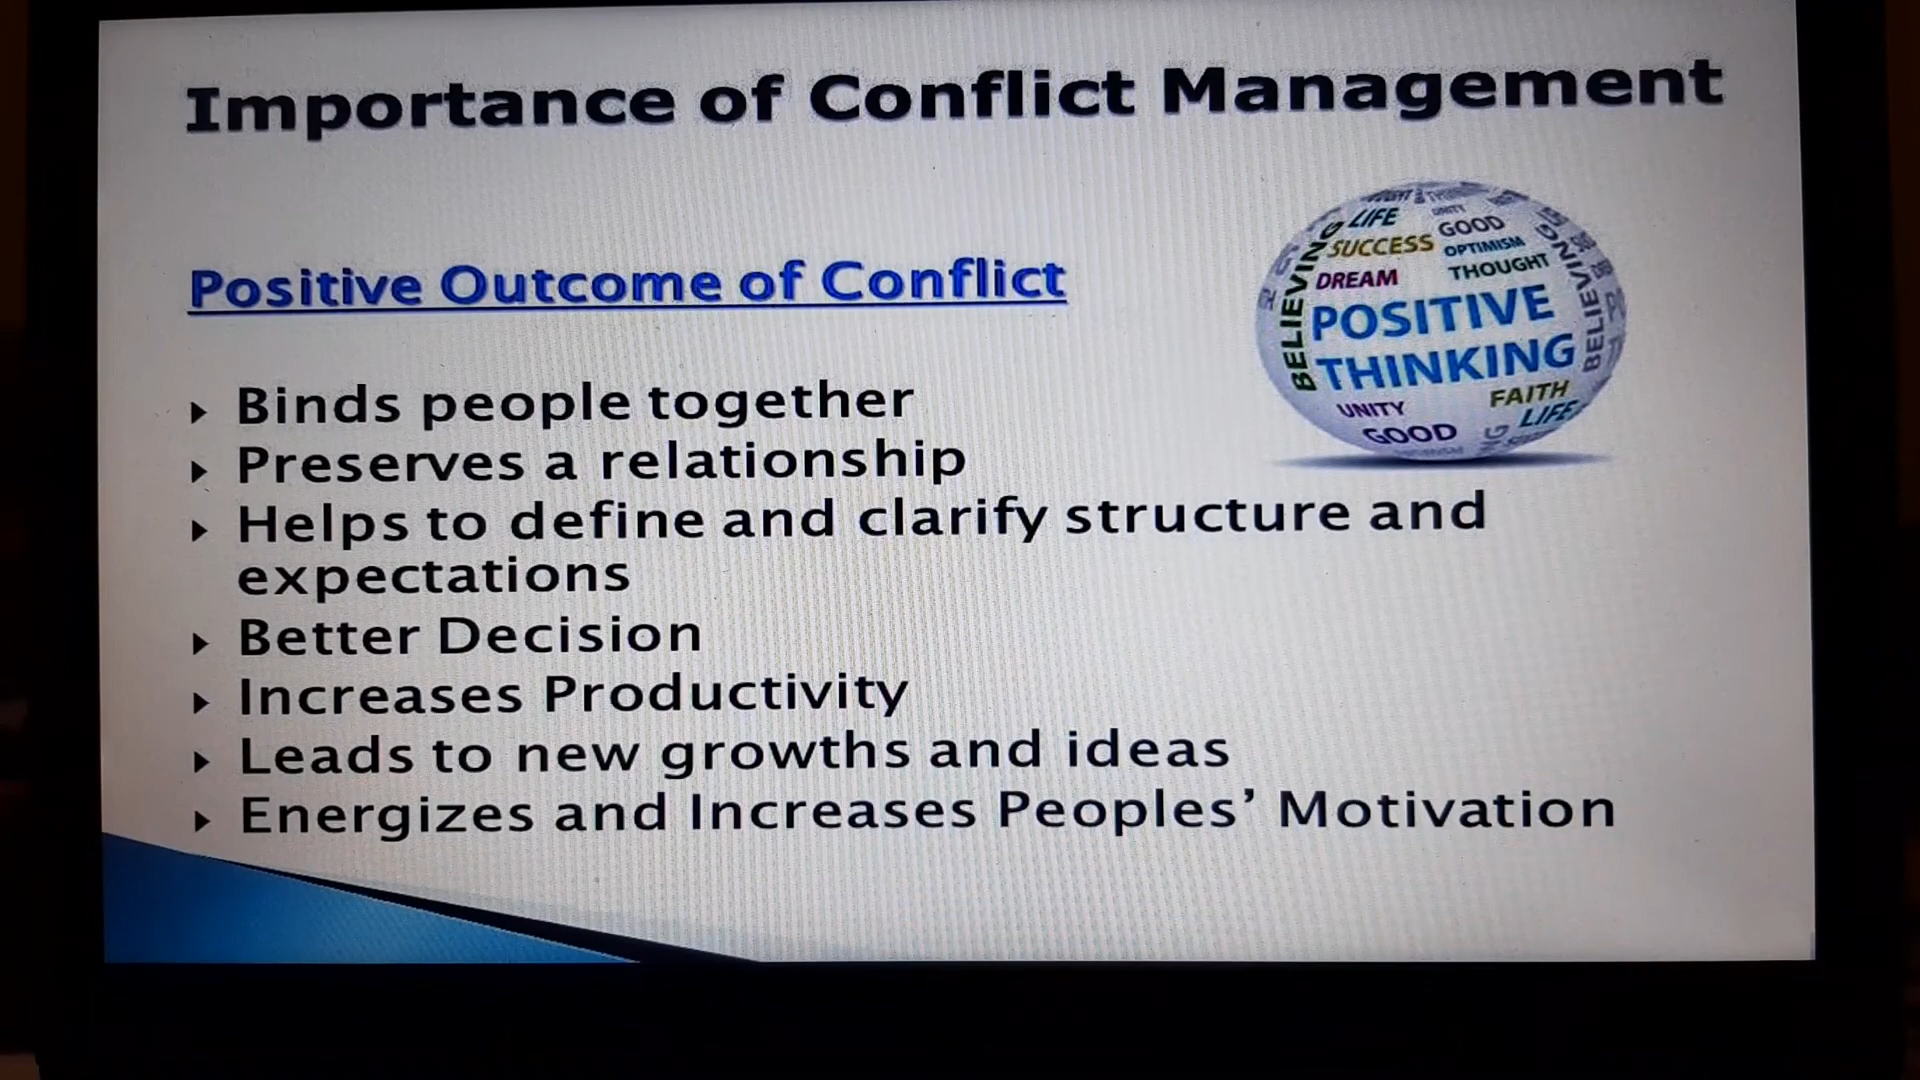 Importance of Conflict Management
Positive Outcome of Conflict
Binds people together
Preserves a relationship
Helps to define and clarify structure and
expectations
Better Decision
Increases Productivity
Leads to new growths and ideas
Energizes and Increases Peoples’ Motivation
LIFE
UNITY
GOOD
SUCCESS
OPTIMISM
DREAM
THOUGHT
BELIEVING
POSITIVE
THINKING
BELIEVING
FAITH
UNITY
LIFE
GOOD